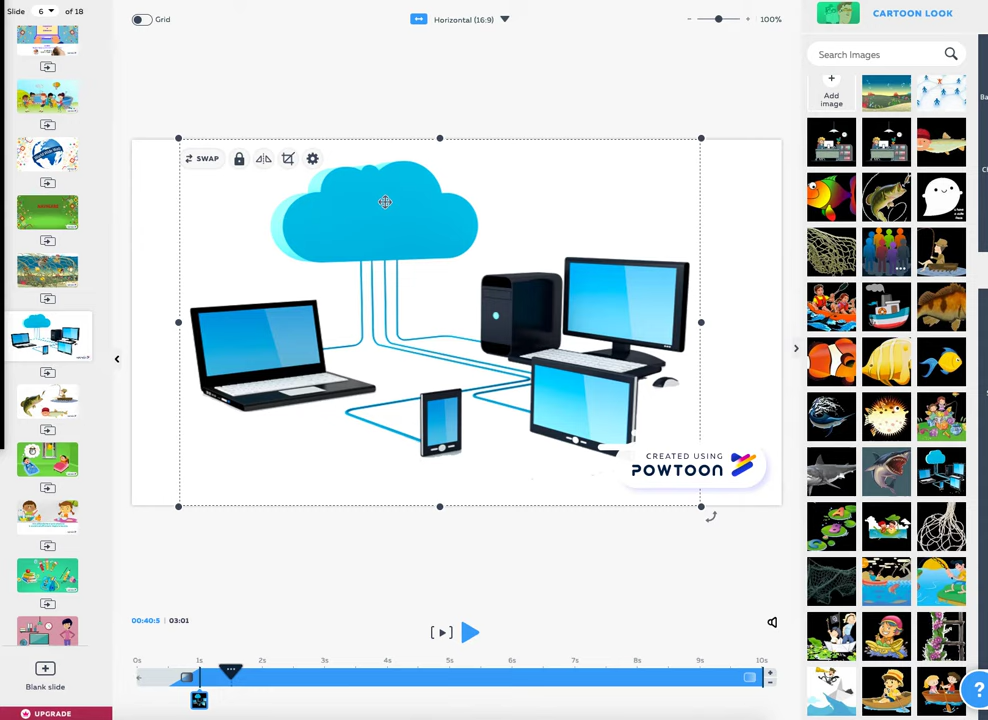 Slide 6 of 18
Grid
Horizontal (16:9)
− + 100%
CARTOON LOOK
Search Images
+
Add
image
SWAP
CREATED USING
POWTOON
00:40:5 | 03:01
0s 1s 2s 3s 4s 5s 6s 7s 8s 9s 10s
+
−
Blank slide
UPGRADE
?